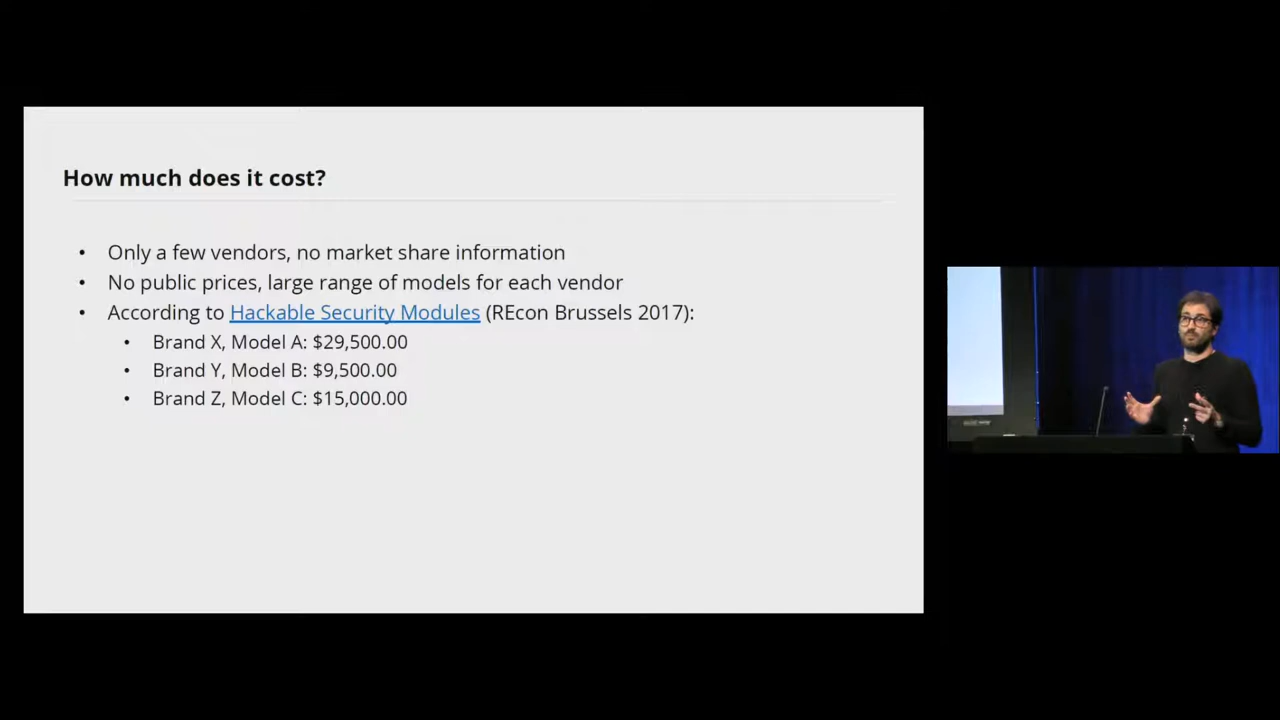 How much does it cost?
• Only a few vendors, no market share information
• No public prices, large range of models for each vendor
• According to Hackable Security Modules (REcon Brussels 2017):
• Brand X, Model A: $29,500.00
• Brand Y, Model B: $9,500.00
• Brand Z, Model C: $15,000.00